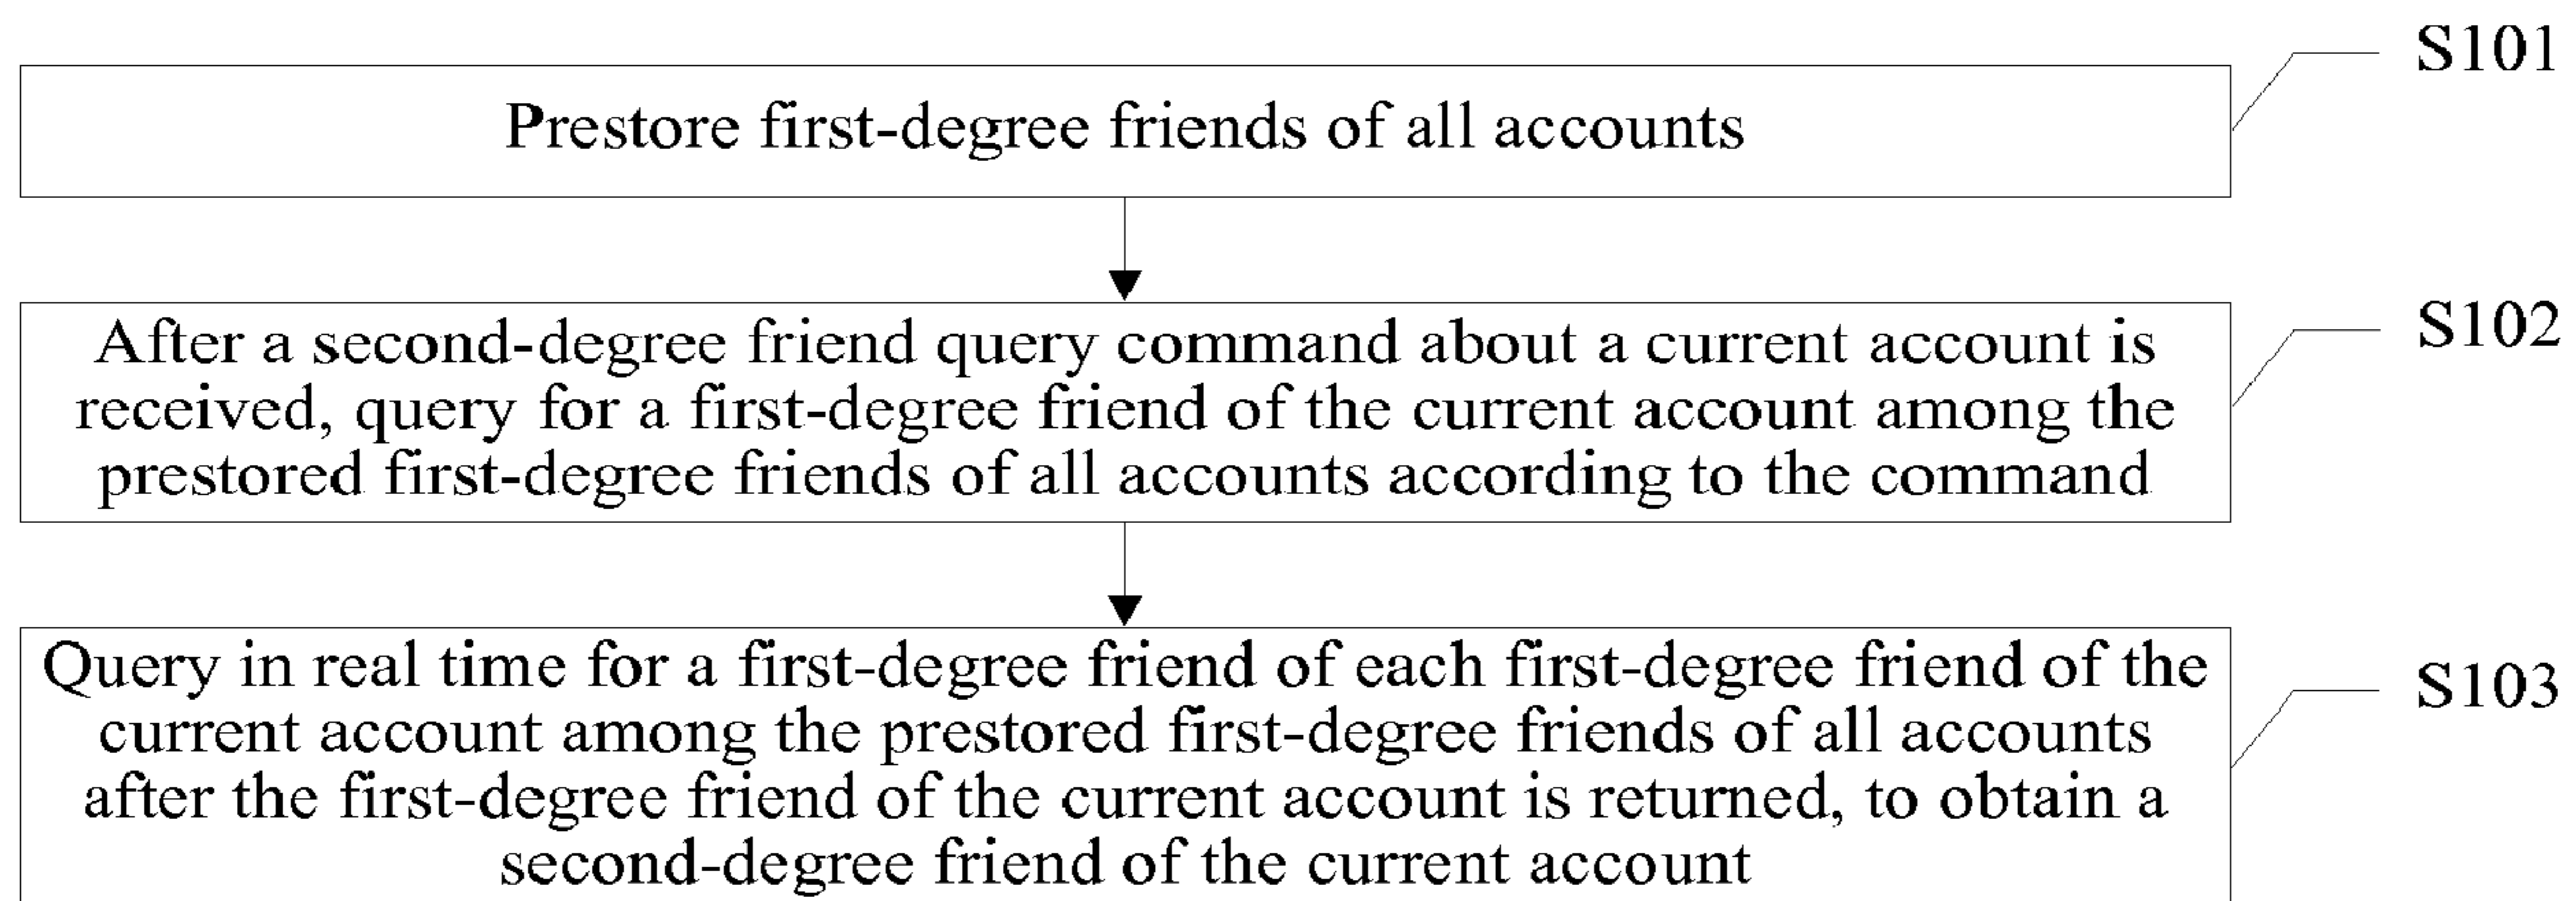 S101
Prestore first-degree friends of all accounts
S102
After a second-degree friend query command about a current account is
received, query for a first-degree friend of the current account among the
prestored first-degree friends of all accounts according to the command
S103
Query in real time for a first-degree friend of each first-degree friend of the
current account among the prestored first-degree friends of all accounts
after the first-degree friend of the current account is returned, to obtain a
second-degree friend of the current account